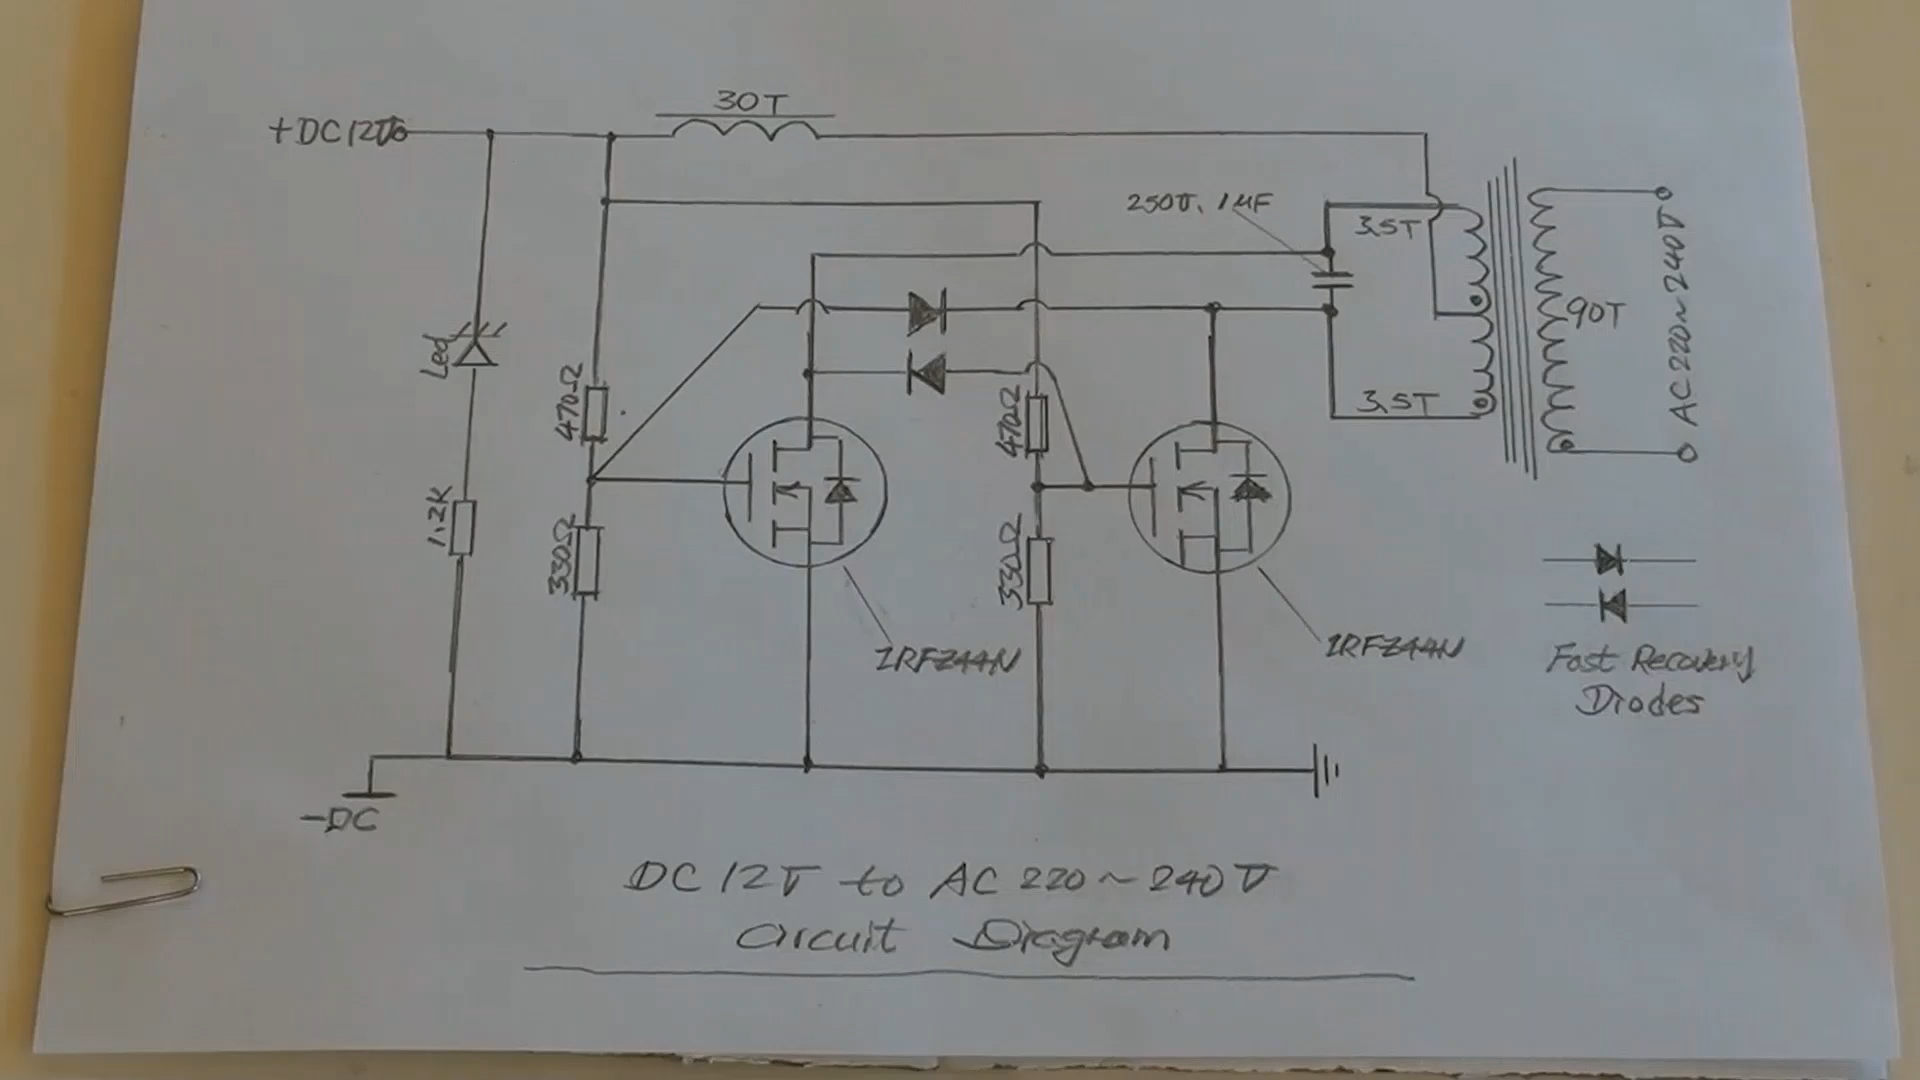 30T
+DC12V
250V. 1µF
3.5T
90T
AC 220~240V
Led
470Ω
470Ω
3.5T
1.2K
330Ω
330Ω
IRFZ44N
IRFZ44N
Fast Recovery
Diodes
-DC
DC 12V to AC 220~240V
Circuit Diagram